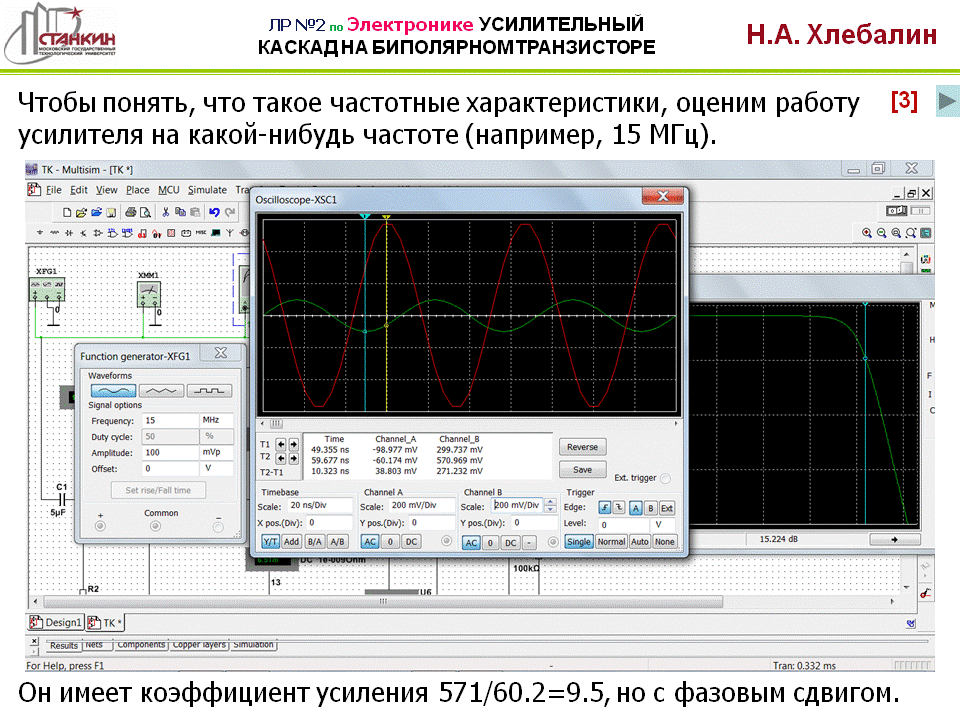 СТАНКИН
МОСКОВСКИЙ ГОСУДАРСТВЕННЫЙ
ТЕХНОЛОГИЧЕСКИЙ УНИВЕРСИТЕТ
ЛР №2 по Электронике УСИЛИТЕЛЬНЫЙ
КАСКАД НА БИПОЛЯРНОМ ТРАНЗИСТОРЕ
Н.А. Хлебалин
Чтобы понять, что такое частотные характеристики, оценим работу
усилителя на какой-нибудь частоте (например, 15 МГц).
[3]
TK - Multisim - [TK *]
File Edit View Place MCU Simulate
Oscilloscope-XSC1
XFG1
XMM1
Function generator-XFG1
Waveforms
Signal options
Frequency: 15 MHz
Duty cycle: 50 %
Amplitude: 100 mVp
Offset: 0 V
Set rise/Fall time
+ Common -
C1
5µF
Time Channel_A Channel_B
T1 49.355 ns -98.977 mV 299.737 mV
T2 59.677 ns -60.174 mV 570.969 mV
T2-T1 10.323 ns 38.803 mV 271.232 mV
Reverse
Save
Ext. trigger
Timebase Channel A Channel B Trigger
Scale: 20 ns/Div Scale: 200 mV/Div Scale: 200 mV/Div Edge: A B Ext
X pos.(Div): 0 Y pos.(Div): 0 Y pos.(Div): 0 Level: 0 V
Y/T Add B/A A/B AC 0 DC AC 0 DC - Single Normal Auto None
15.224 dB
100kΩ
13
R2
U6
Design1 TK *
Results Nets Components Copper layers Simulation
For Help, press F1
Tran: 0.332 ms
Он имеет коэффициент усиления 571/60.2=9.5, но с фазовым сдвигом.